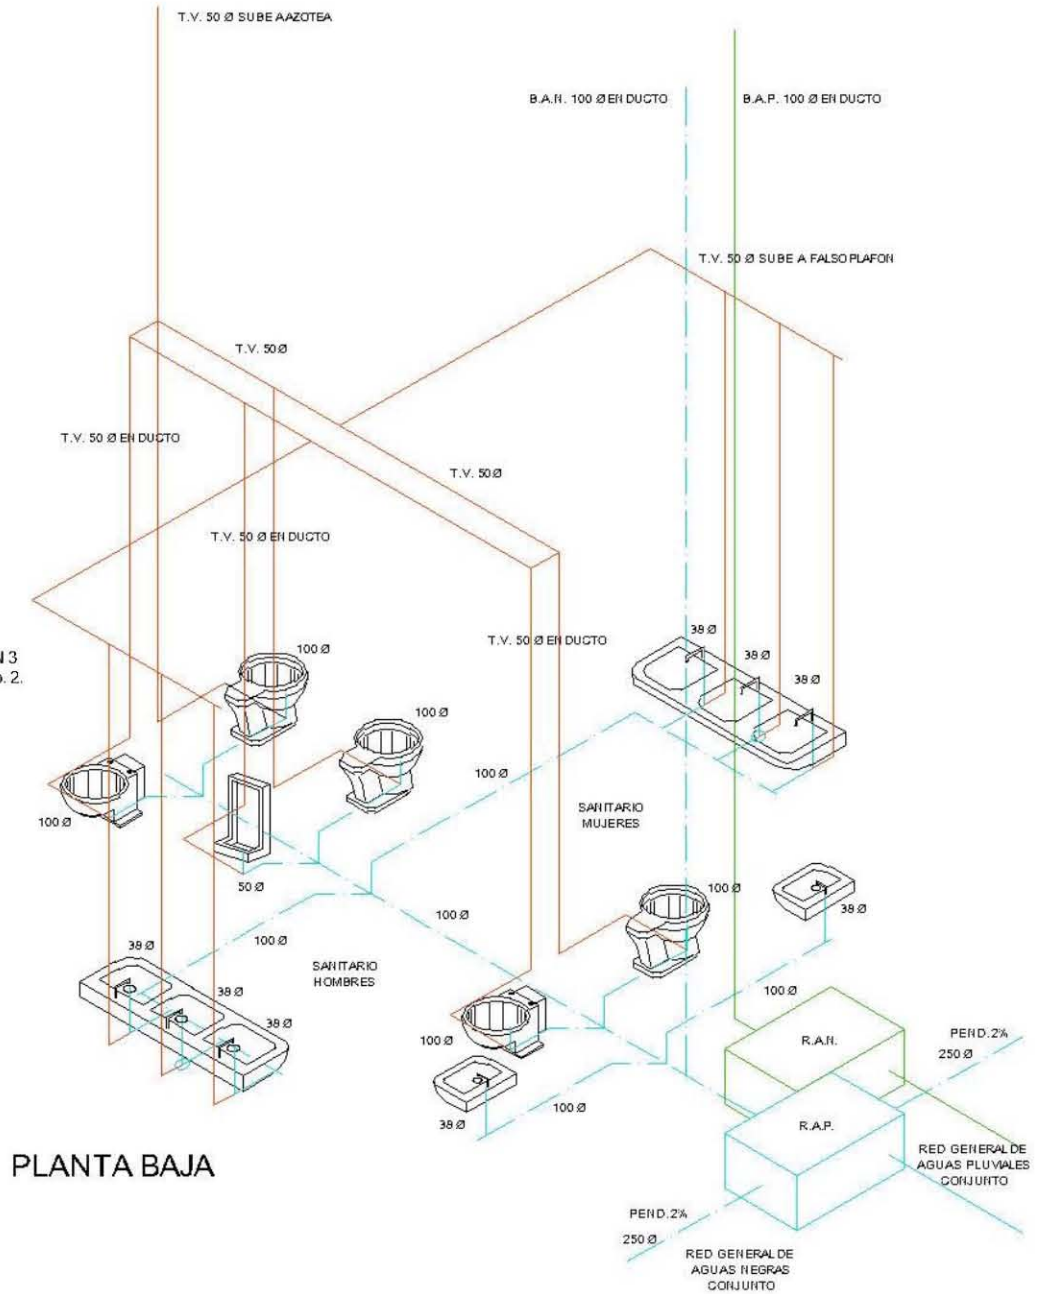 T.V. 50 Ø SUBE A AZOTEA
B.A.N. 100 Ø EN DUCTO
B.A.P. 100 Ø EN DUCTO
T.V. 50 Ø SUBE A FALSO PLAFON
T.V. 50 Ø
T.V. 50 Ø EN DUCTO
T.V. 50 Ø
T.V. 50 Ø EN DUCTO
T.V. 50 Ø EN DUCTO
3
. 2.
100 Ø
38 Ø
38 Ø
38 Ø
100 Ø
100 Ø
100 Ø
SANITARIO
MUJERES
50 Ø
100 Ø
38 Ø
100 Ø
100 Ø
38 Ø
SANITARIO
HOMBRES
38 Ø
38 Ø
100 Ø
100 Ø
R.A.N.
PEND. 2%
250 Ø
100 Ø
38 Ø
R.A.P.
RED GENERAL DE
AGUAS PLUVIALES
CONJUNTO
PLANTA BAJA
PEND. 2%
250 Ø
RED GENERAL DE
AGUAS NEGRAS
CONJUNTO